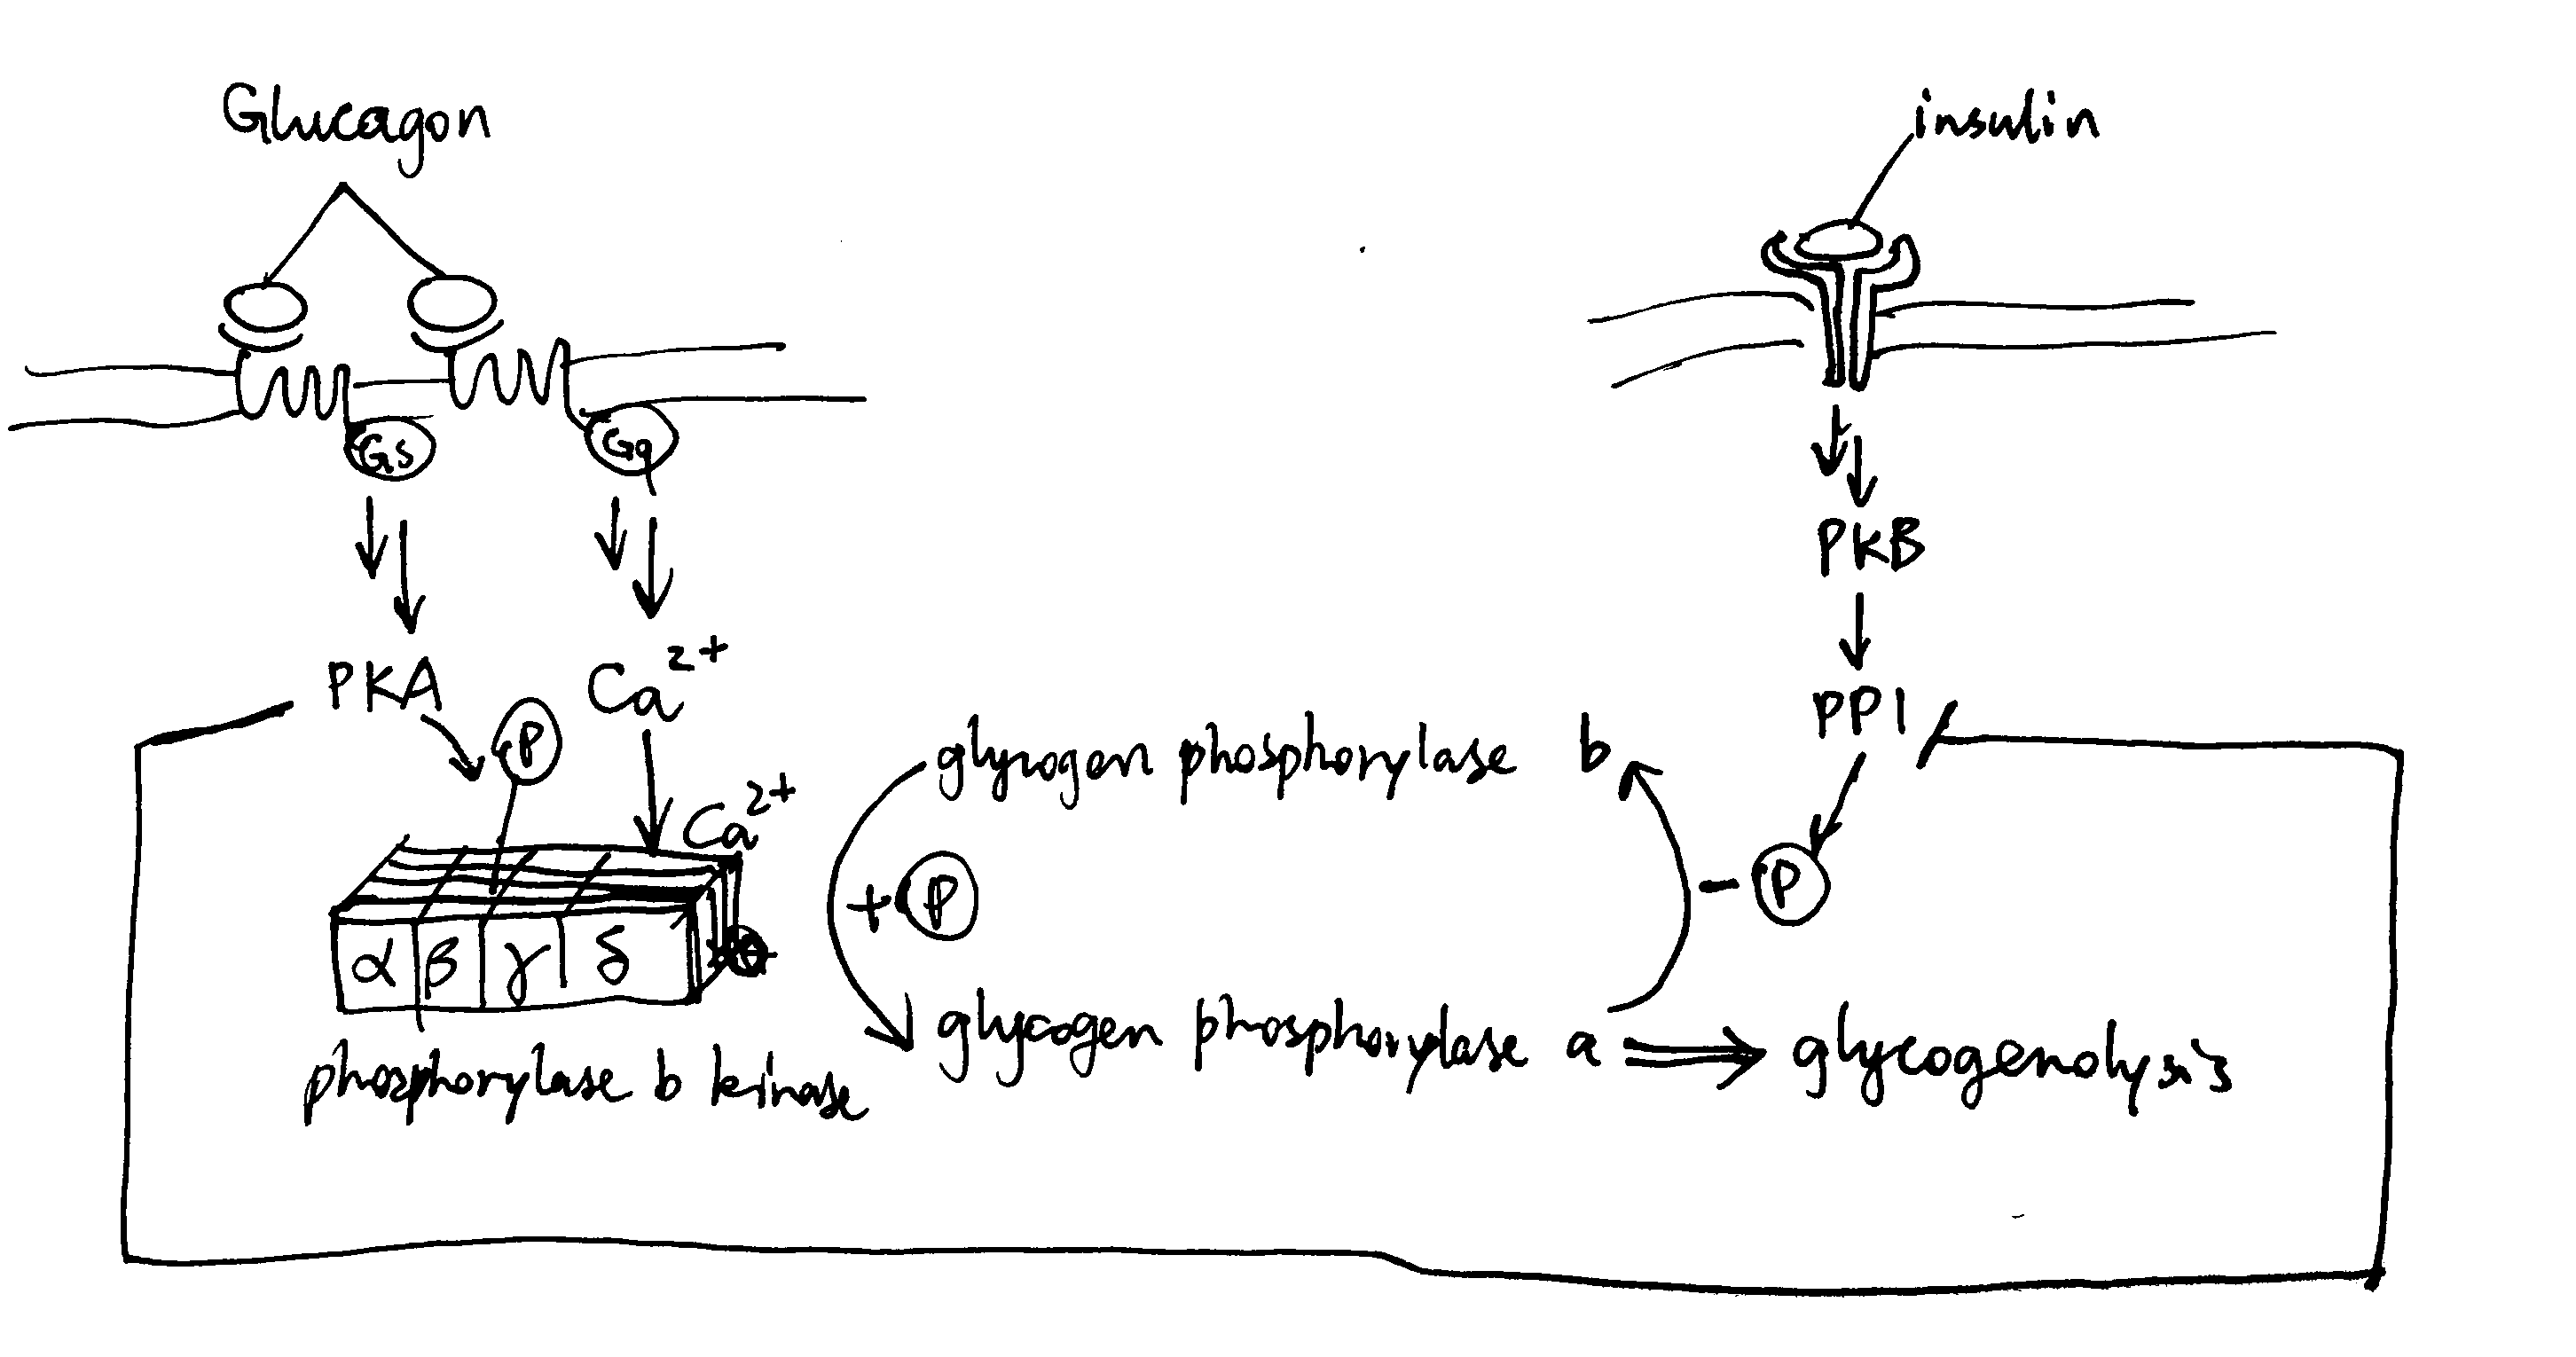 Glucagon
insulin
Gs
Gq
PKB
PKA
Ca²⁺
PP1
P
glycogen phosphorylase b
Ca²⁺
+ P
- P
α β γ δ
glycogen phosphorylase a ⇒ glycogenolysis
phosphorylase b kinase